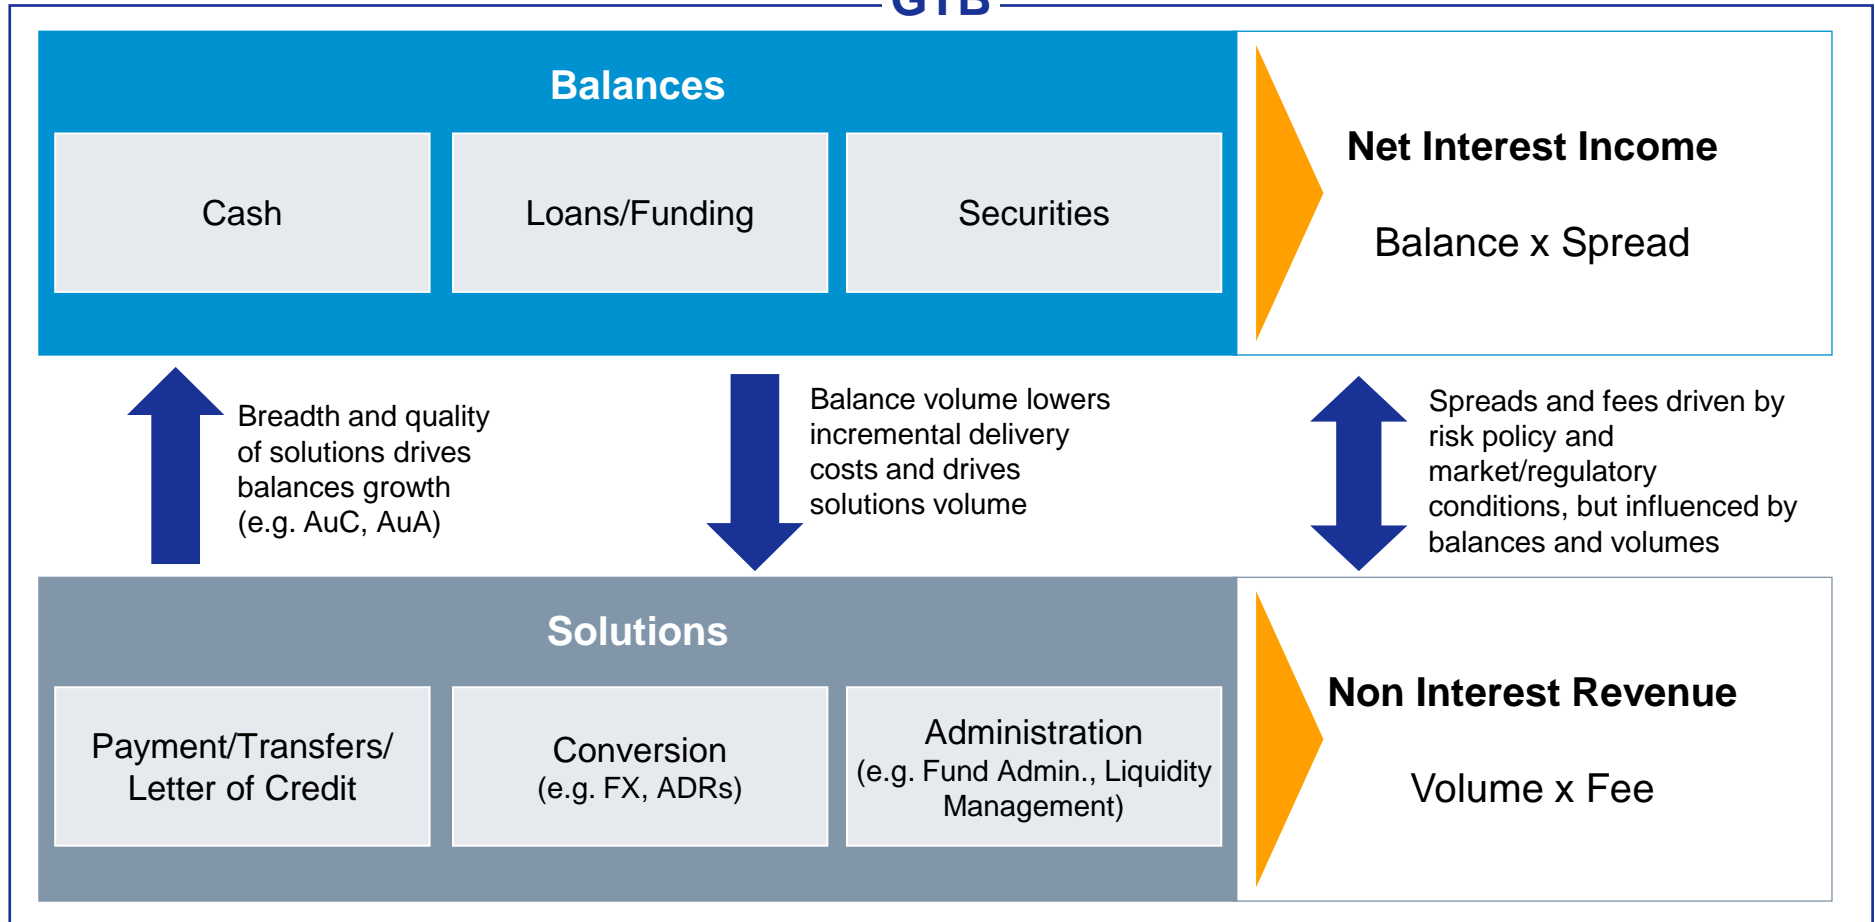 GTB
Balances
Cash
Loans/Funding
Securities
Net Interest Income
Balance x Spread
Breadth and quality
of solutions drives
balances growth
(e.g. AuC, AuA)
Balance volume lowers
incremental delivery
costs and drives
solutions volume
Spreads and fees driven by
risk policy and
market/regulatory
conditions, but influenced by
balances and volumes
Solutions
Payment/Transfers/
Letter of Credit
Conversion
(e.g. FX, ADRs)
Administration
(e.g. Fund Admin., Liquidity
Management)
Non Interest Revenue
Volume x Fee